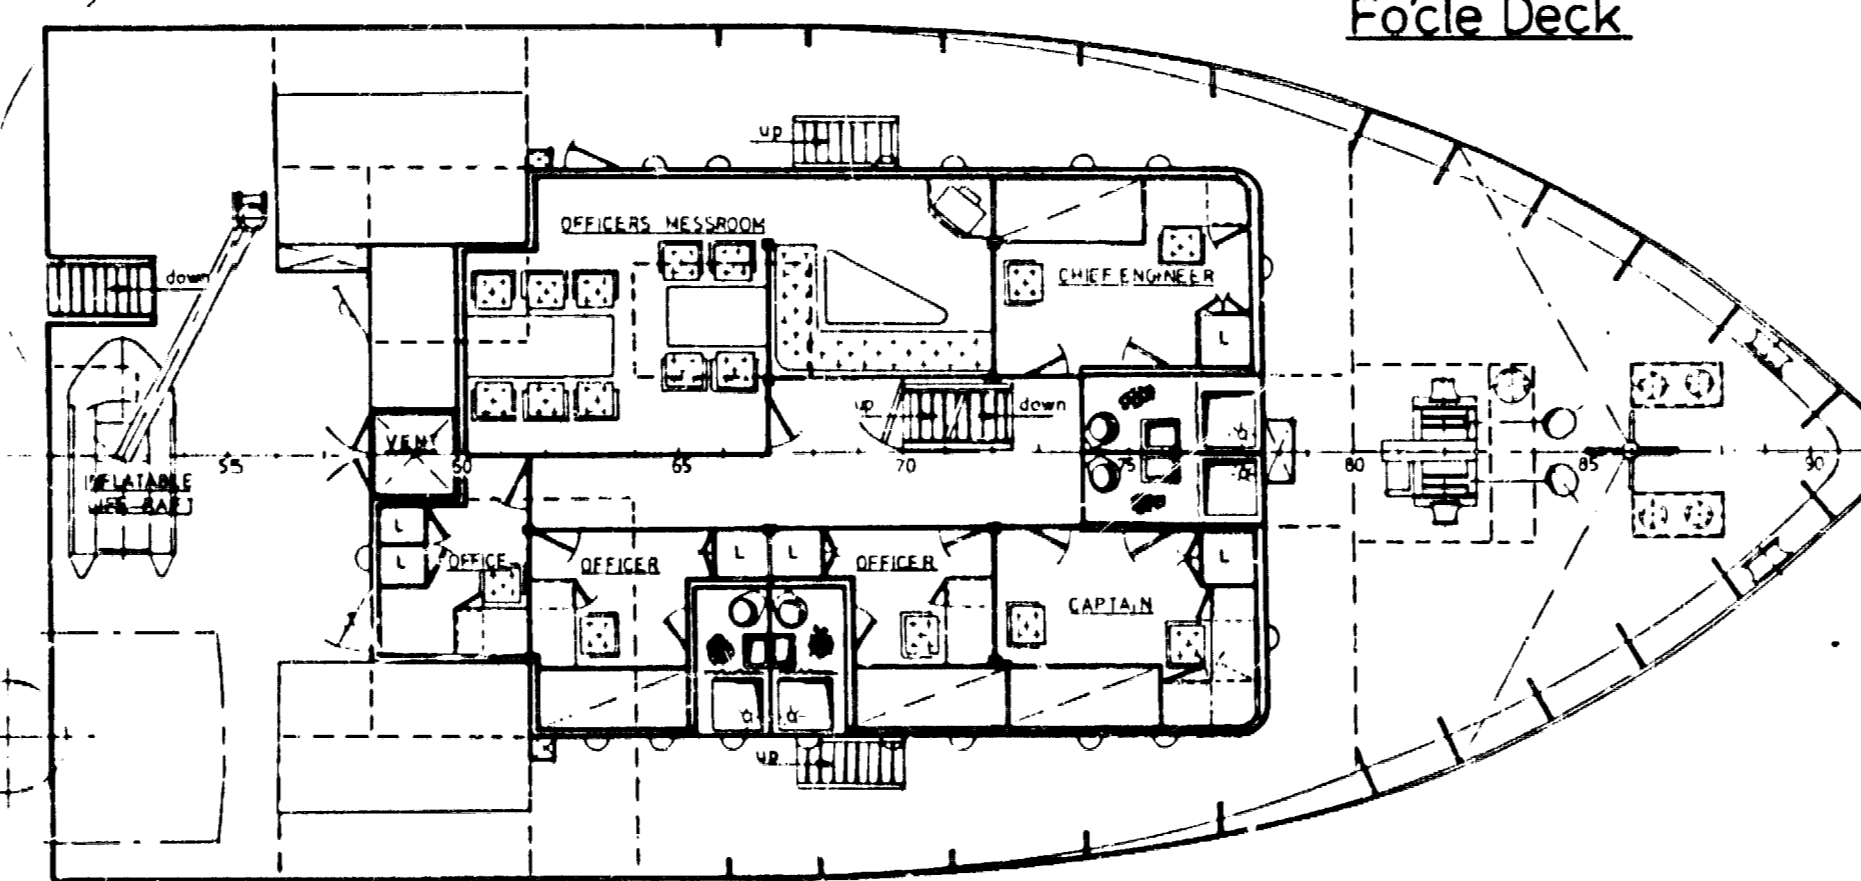 Fo'cle Deck
up
OFFICERS MESSROOM
down
CHIEF ENGINEER
L
up
down
VENT
55
60
65
70
75
80
85
90
INFLATABLE
L
L
OFFICE
OFFICER
L
L
OFFICER
L
CAPTAIN
up